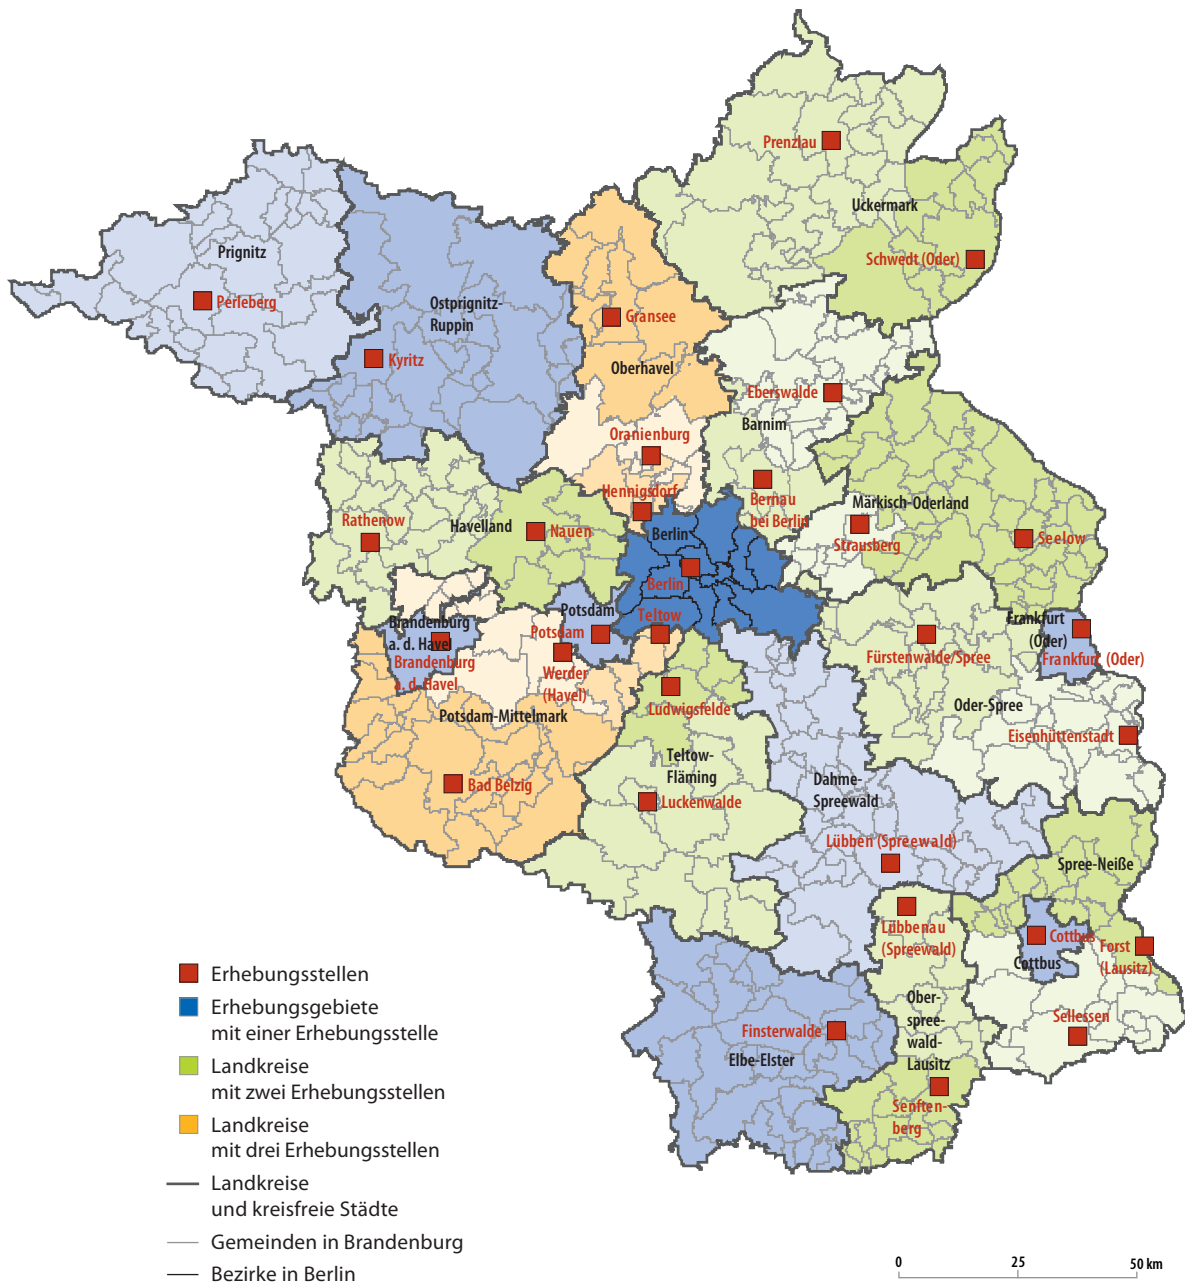 Prenzlau
Uckermark
Schwedt (Oder)
Prignitz
Perleberg
Ostprignitz-
Ruppin
Kyritz
Gransee
Oberhavel
Eberswalde
Barnim
Oranienburg
Hennigsdorf
Bernau
bei Berlin
Märkisch-Oderland
Strausberg
Seelow
Rathenow
Havelland
Nauen
Berlin
Berlin
Potsdam
Potsdam
Teltow
Brandenburg
a. d. Havel
Brandenburg
a. d. Havel
Werder
(Havel)
Frankfurt
(Oder)
Frankfurt (Oder)
Fürstenwalde/Spree
Oder-Spree
Eisenhüttenstadt
Ludwigsfelde
Potsdam-Mittelmark
Bad Belzig
Teltow-
Fläming
Luckenwalde
Dahme-
Spreewald
Lübben (Spreewald)
Spree-Neiße
Lübbenau
(Spreewald)
Cottbus
Cottbus
Forst
(Lausitz)
Ober-
spree-
wald-
Lausitz
Sellessen
Finsterwalde
Elbe-Elster
Senften-
berg
Erhebungsstellen
Erhebungsgebiete
mit einer Erhebungsstelle
Landkreise
mit zwei Erhebungsstellen
Landkreise
mit drei Erhebungsstellen
Landkreise
und kreisfreie Städte
Gemeinden in Brandenburg
Bezirke in Berlin
0 25 50 km